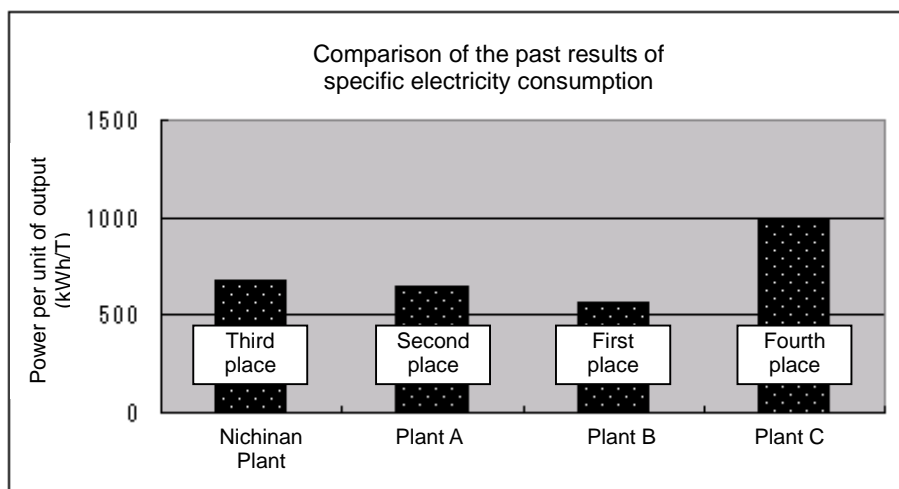 Comparison of the past results of
specific electricity consumption
Power per unit of output
(kWh/T)
1500
1000
500
0
Third
place
Second
place
First
place
Fourth
place
Nichinan
Plant
Plant A
Plant B
Plant C